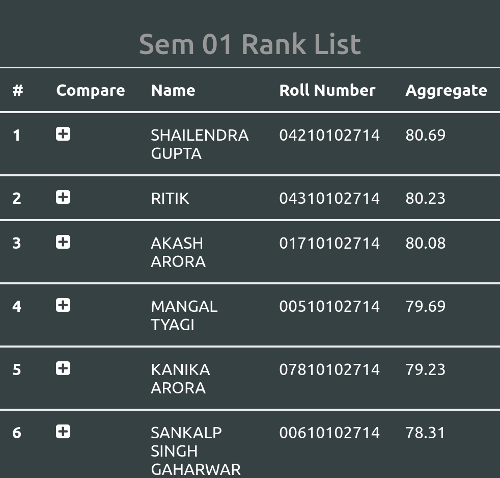 Sem 01 Rank List
# Compare Name Roll Number Aggregate
1 SHAILENDRA 04210102714 80.69
GUPTA
2 RITIK 04310102714 80.23
3 AKASH 01710102714 80.08
ARORA
4 MANGAL 00510102714 79.69
TYAGI
5 KANIKA 07810102714 79.23
ARORA
6 SANKALP 00610102714 78.31
SINGH
GAHARWAR